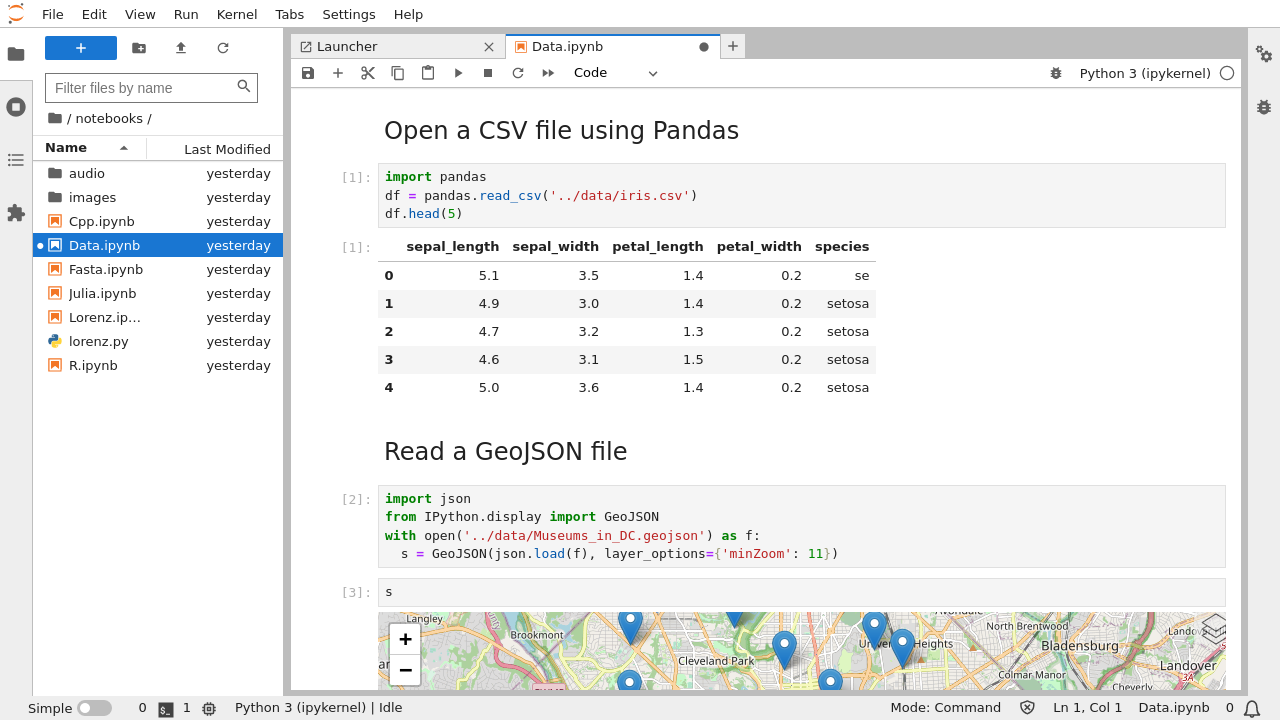 File Edit View Run Kernel Tabs Settings Help
Launcher
Data.ipynb
Code
Python 3 (ipykernel)
Filter files by name
/ notebooks /
Name Last Modified
audio yesterday
images yesterday
Cpp.ipynb yesterday
Data.ipynb yesterday
Fasta.ipynb yesterday
Julia.ipynb yesterday
Lorenz.ip… yesterday
lorenz.py yesterday
R.ipynb yesterday
Open a CSV file using Pandas
[1]: import pandas
df = pandas.read_csv('../data/iris.csv')
df.head(5)
[1]: sepal_length sepal_width petal_length petal_width species
0 5.1 3.5 1.4 0.2 se
1 4.9 3.0 1.4 0.2 setosa
2 4.7 3.2 1.3 0.2 setosa
3 4.6 3.1 1.5 0.2 setosa
4 5.0 3.6 1.4 0.2 setosa
Read a GeoJSON file
[2]: import json
from IPython.display import GeoJSON
with open('../data/Museums_in_DC.geojson') as f:
s = GeoJSON(json.load(f), layer_options={'minZoom': 11})
[3]: s
Langley
Brookmont
Cleveland Park
North Brentwood
Bladensburg
Colmar Manor
Cheverly
Landover
3A
+
−
Simple 0 1 Python 3 (ipykernel) | Idle Mode: Command Ln 1, Col 1 Data.ipynb 0